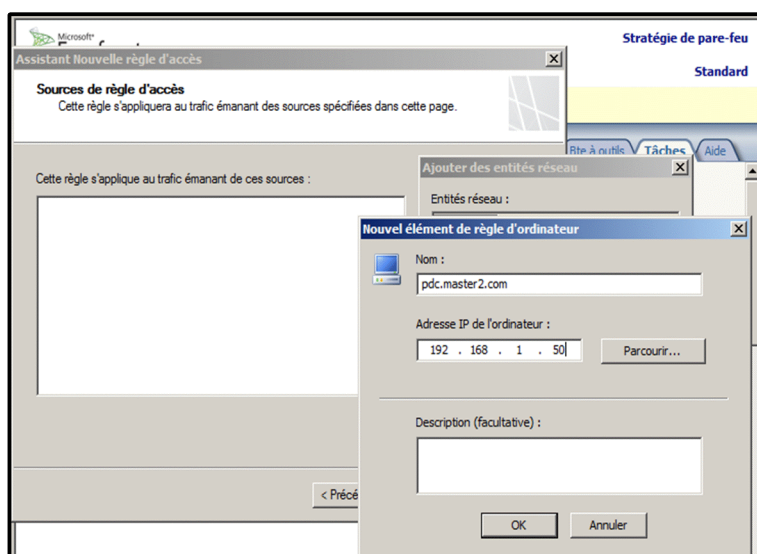 Microsoft®
Stratégie de pare-feu
Standard
Assistant Nouvelle règle d'accès
Sources de règle d'accès
Cette règle s'appliquera au trafic émanant des sources spécifiées dans cette page.
Bte à outils Tâches Aide
Cette règle s'applique au trafic émanant de ces sources :
Ajouter des entités réseau
Entités réseau :
Nouvel élément de règle d'ordinateur
Nom :
pdc.master2.com
Adresse IP de l'ordinateur :
192 . 168 . 1 . 50
Parcourir...
Description (facultative) :
< Précé
OK
Annuler